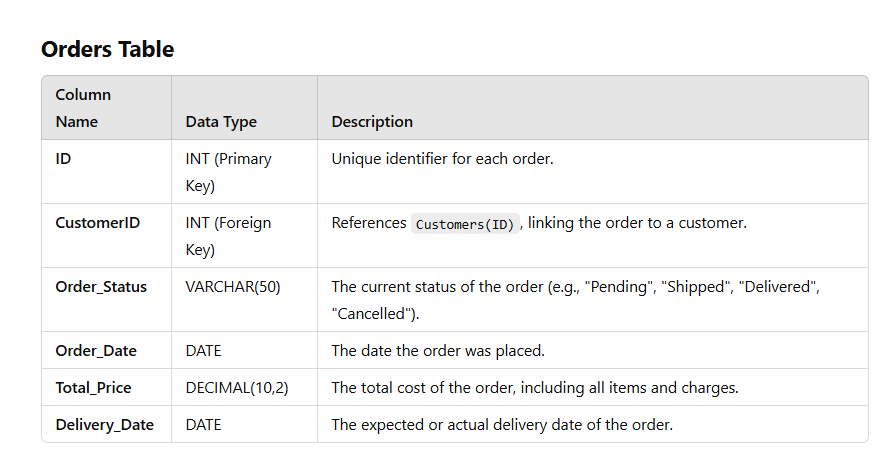 Orders Table
Column
Name Data Type Description
ID INT (Primary Unique identifier for each order.
Key)
CustomerID INT (Foreign References Customers(ID), linking the order to a customer.
Key)
Order_Status VARCHAR(50) The current status of the order (e.g., "Pending", "Shipped", "Delivered",
"Cancelled").
Order_Date DATE The date the order was placed.
Total_Price DECIMAL(10,2) The total cost of the order, including all items and charges.
Delivery_Date DATE The expected or actual delivery date of the order.